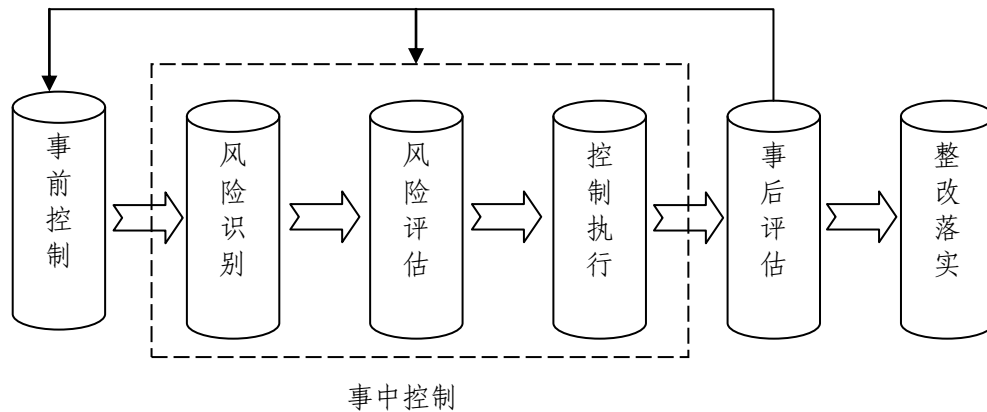 事前控制
风险识别
风险评估
控制执行
事后评估
整改落实
事中控制